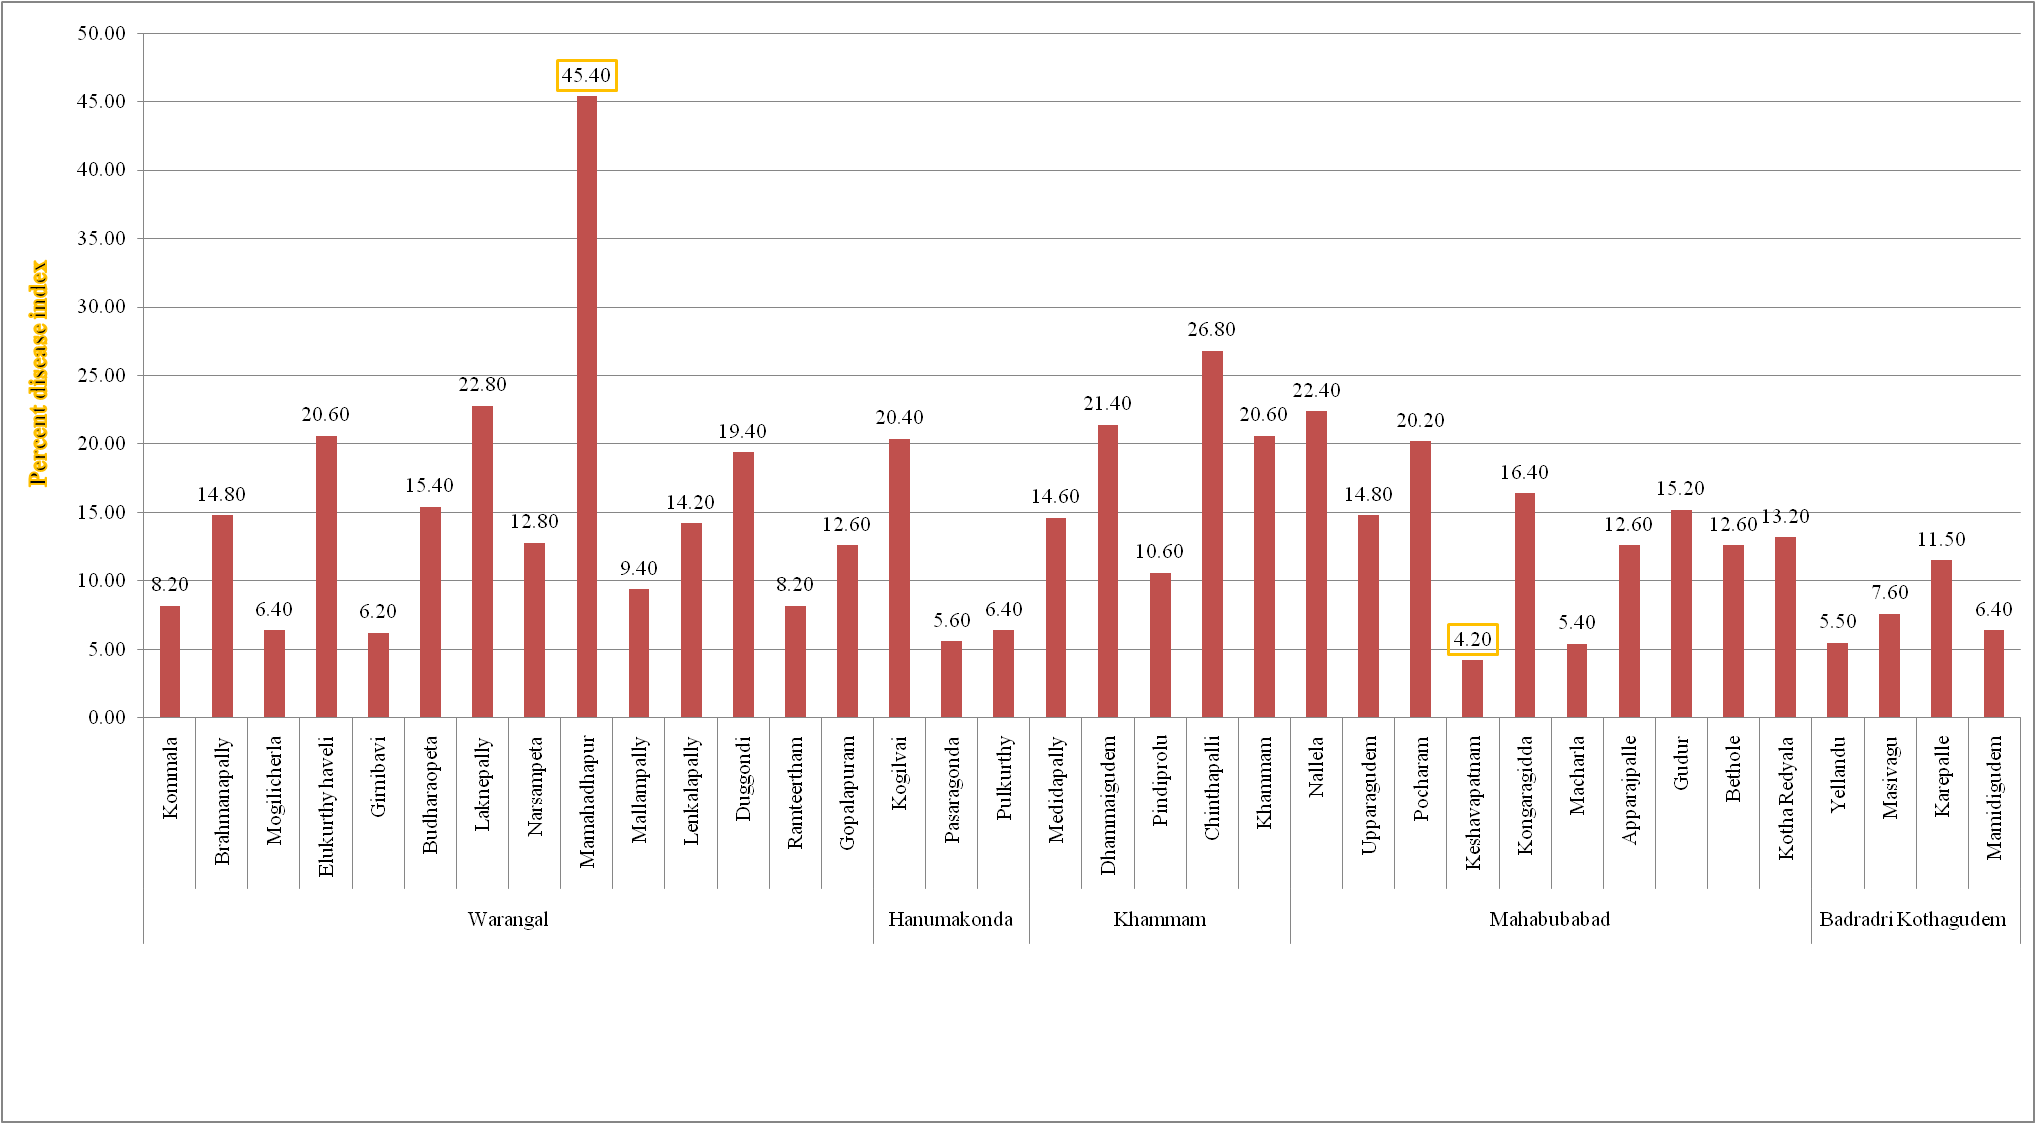 Percent disease index
50.00
45.00
40.00
35.00
30.00
25.00
20.00
15.00
10.00
5.00
0.00
8.20
14.80
6.40
20.60
6.20
15.40
22.80
12.80
45.40
9.40
14.20
19.40
8.20
12.60
20.40
5.60
6.40
14.60
21.40
10.60
26.80
20.60
22.40
14.80
20.20
4.20
16.40
5.40
12.60
15.20
12.60
13.20
5.50
7.60
11.50
6.40
Kommala
Brahmanapally
Mogilicherla
Elukurthy haveli
Gimibavi
Budharaopeta
Laknepally
Narsampeta
Mamahadhapur
Mallampally
Lenkalapally
Duggondi
Ramteertham
Gopalapuram
Kogilvai
Pasaragonda
Pulkurthy
Medidapally
Dhammaigudem
Pindiprolu
Chinthapalli
Khammam
Nallela
Upparagudem
Pocharam
Keshavapatnam
Kongaragidda
Macharla
Apparajpalle
Gudur
Bethole
Kotha Redyala
Yellandu
Masivagu
Karepalle
Mamidigudem
Warangal
Hanumakonda
Khammam
Mahabubabad
Badradri Kothagudem